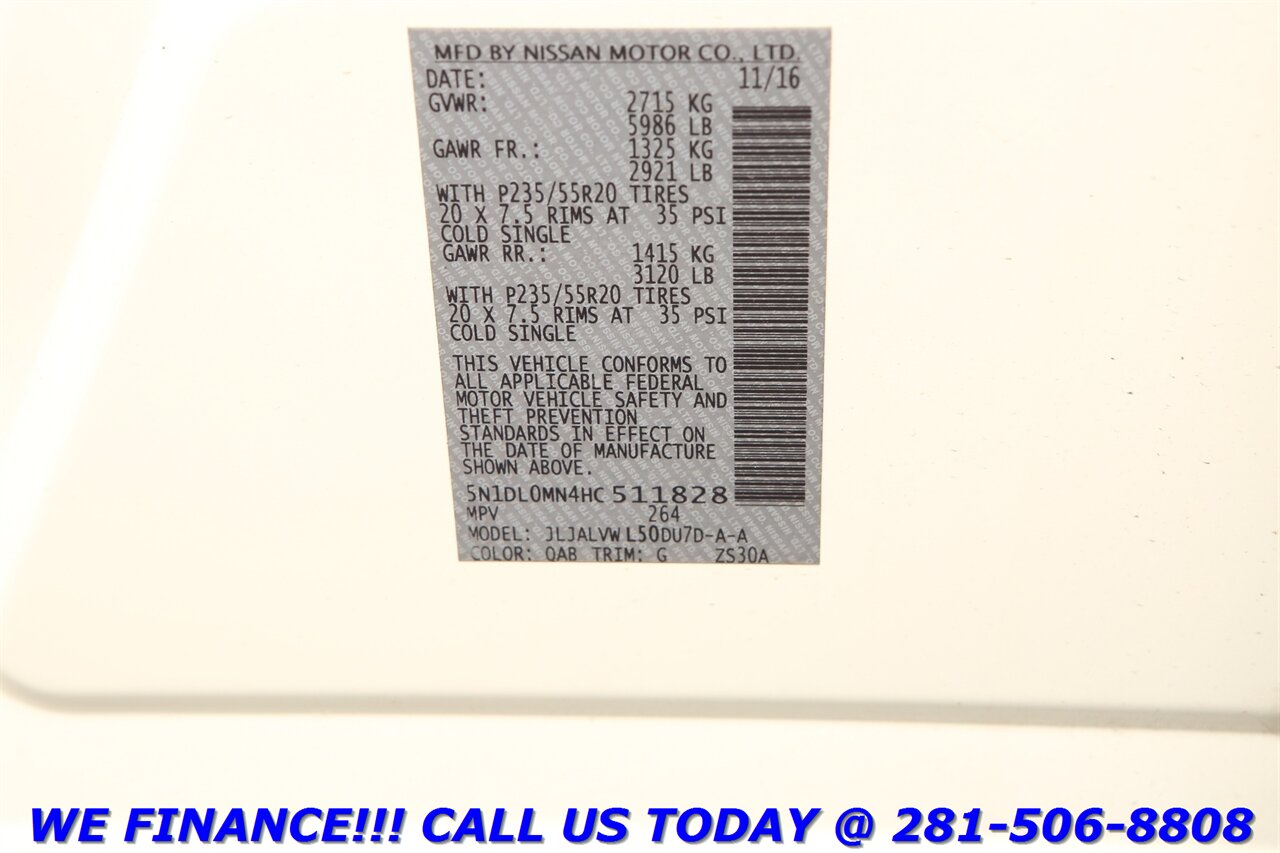 MFD BY NISSAN MOTOR CO., LTD.
DATE: 11/16
GVWR: 2715 KG
5986 LB
GAWR FR.: 1325 KG
2921 LB
WITH P235/55R20 TIRES
20 X 7.5 RIMS AT 35 PSI
COLD SINGLE
GAWR RR.: 1415 KG
3120 LB
WITH P235/55R20 TIRES
20 X 7.5 RIMS AT 35 PSI
COLD SINGLE
THIS VEHICLE CONFORMS TO
ALL APPLICABLE FEDERAL
MOTOR VEHICLE SAFETY AND
THEFT PREVENTION
STANDARDS IN EFFECT ON
THE DATE OF MANUFACTURE
SHOWN ABOVE.
5N1DL0MN4HC 511828
MPV 264
MODEL: JLJALVWL50DU7D-A-A
COLOR: QAB TRIM: G ZS30A
WE FINANCE!!! CALL US TODAY @ 281-506-8808